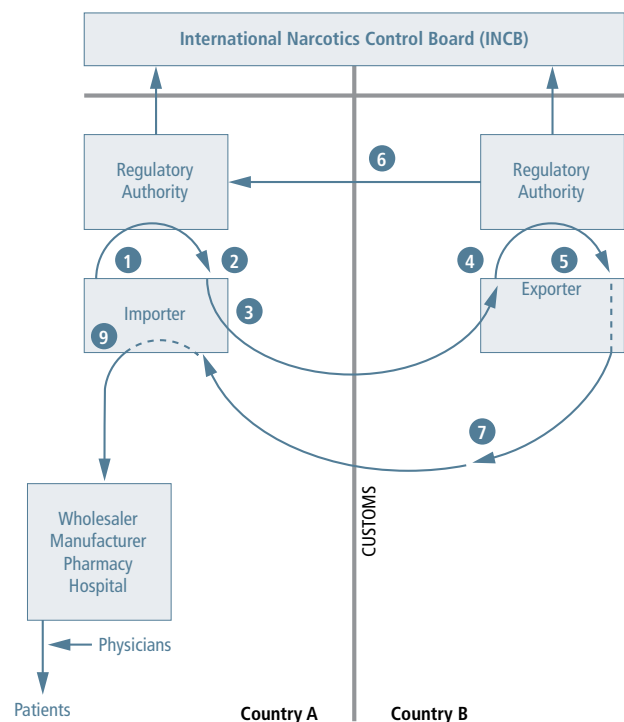 International Narcotics Control Board (INCB)
6
Regulatory
Authority
Regulatory
Authority
1
2
4
5
Exporter
3
Importer
9
7
CUSTOMS
Wholesaler
Manufacturer
Pharmacy
Hospital
Physicians
Patients
Country A
Country B